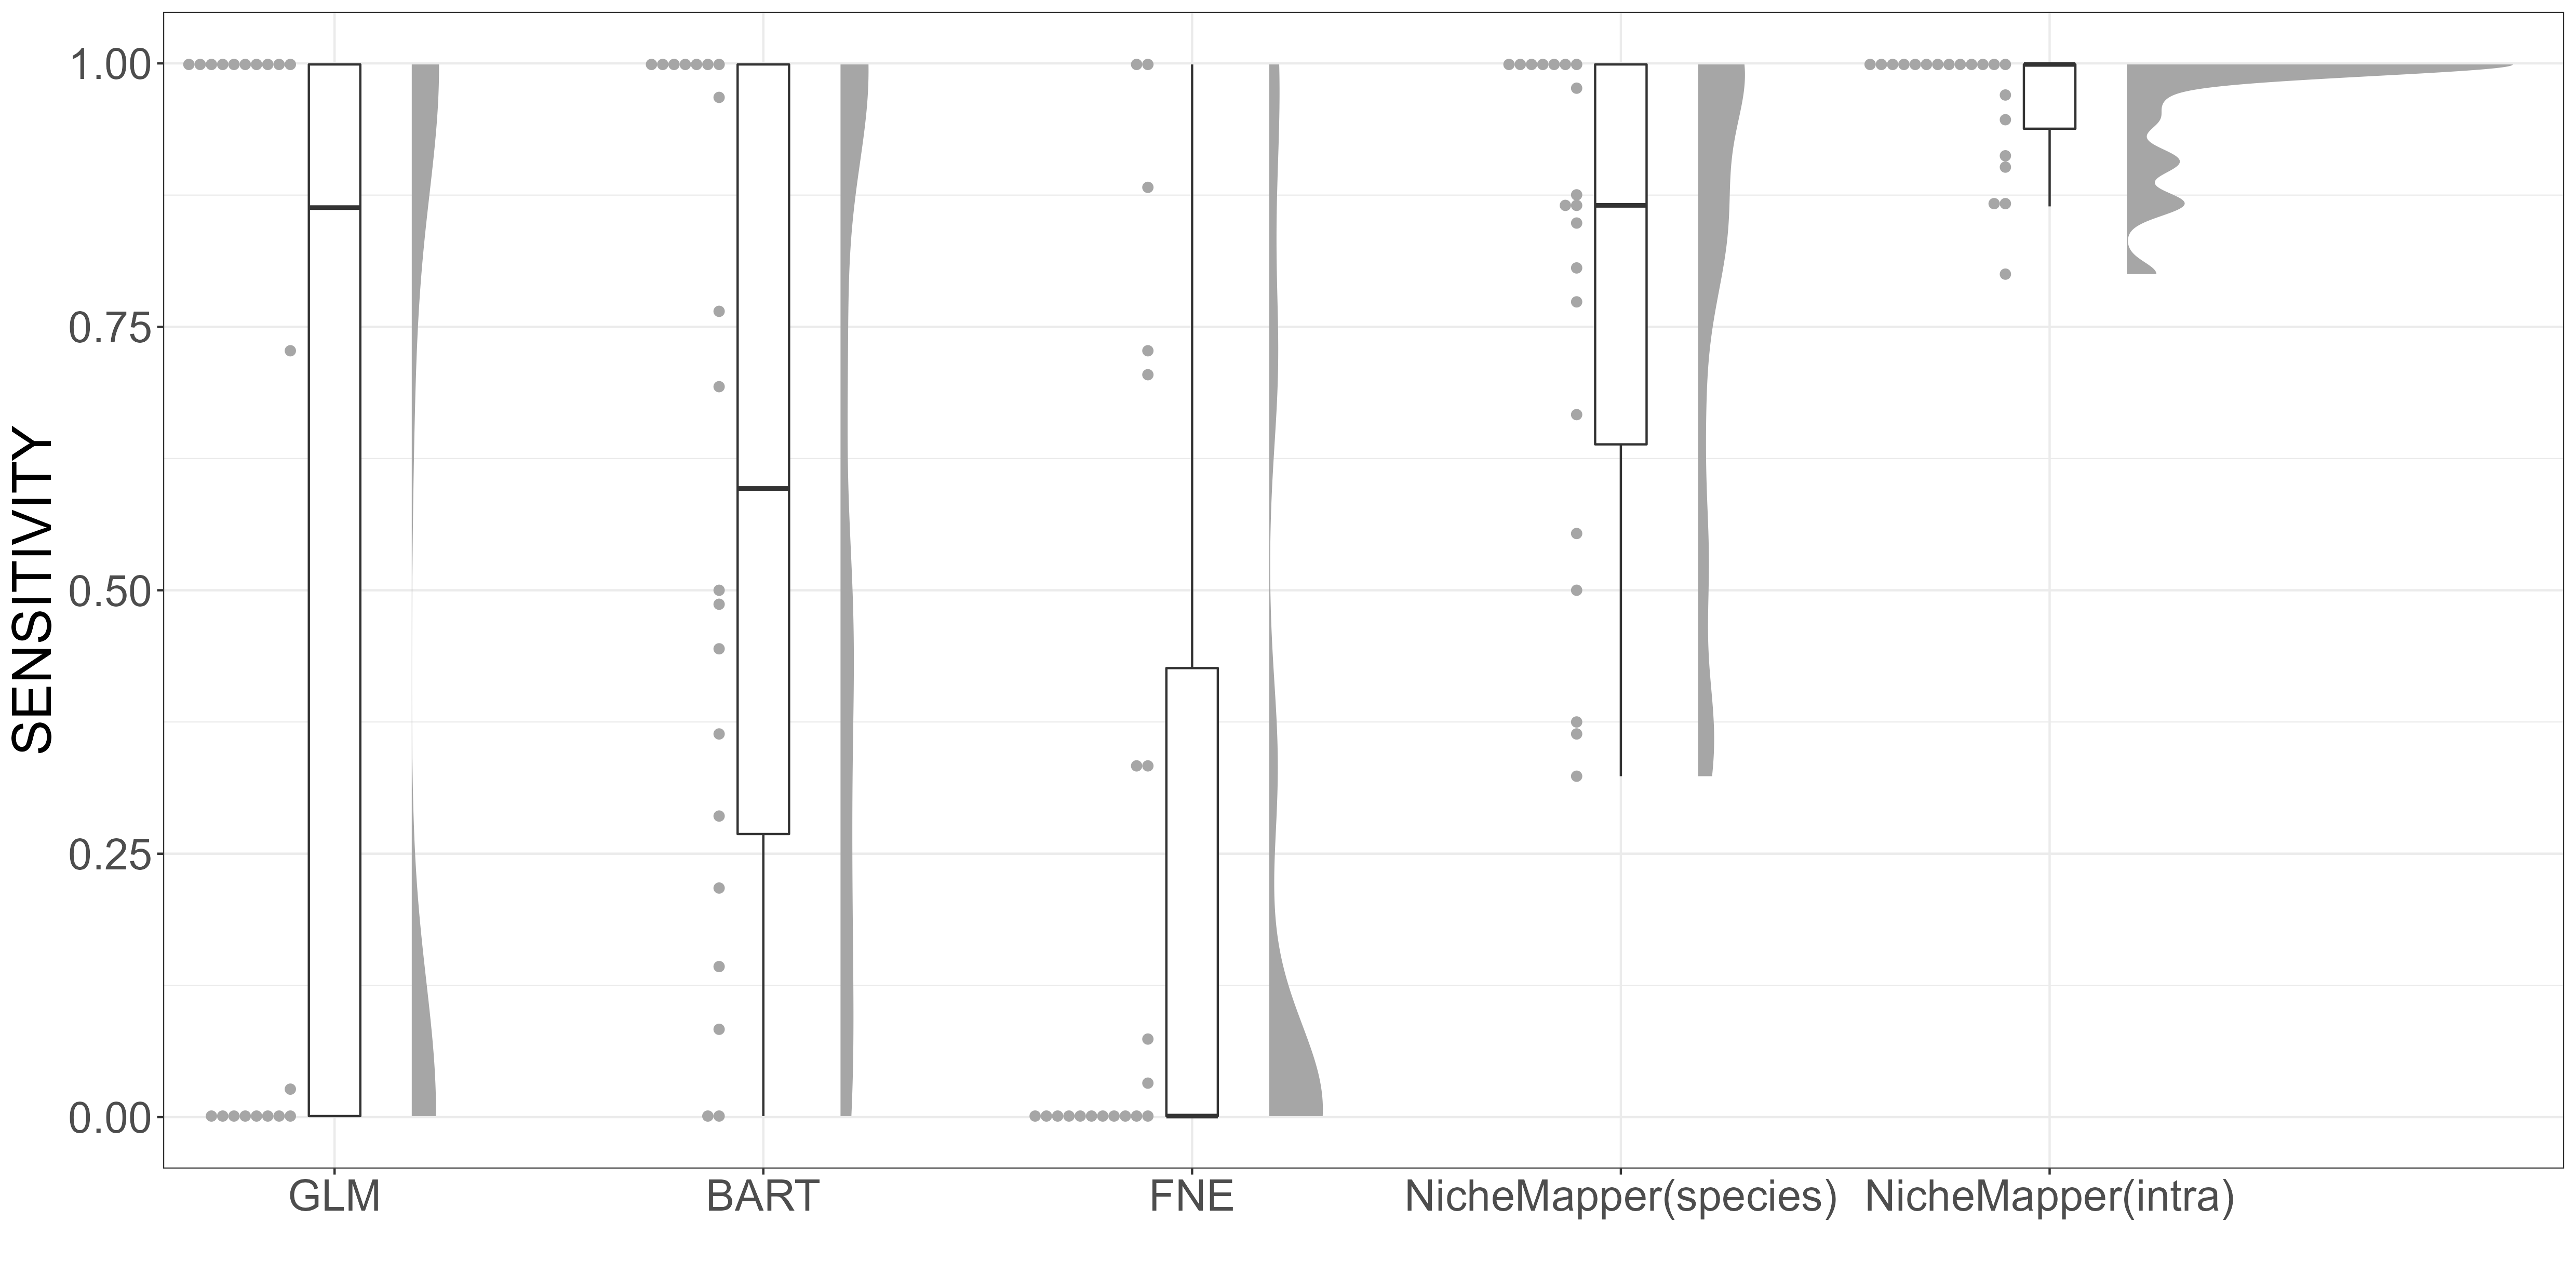 SENSITIVITY
1.00
0.75
0.50
0.25
0.00
GLM BART FNE NicheMapper(species) NicheMapper(intra)